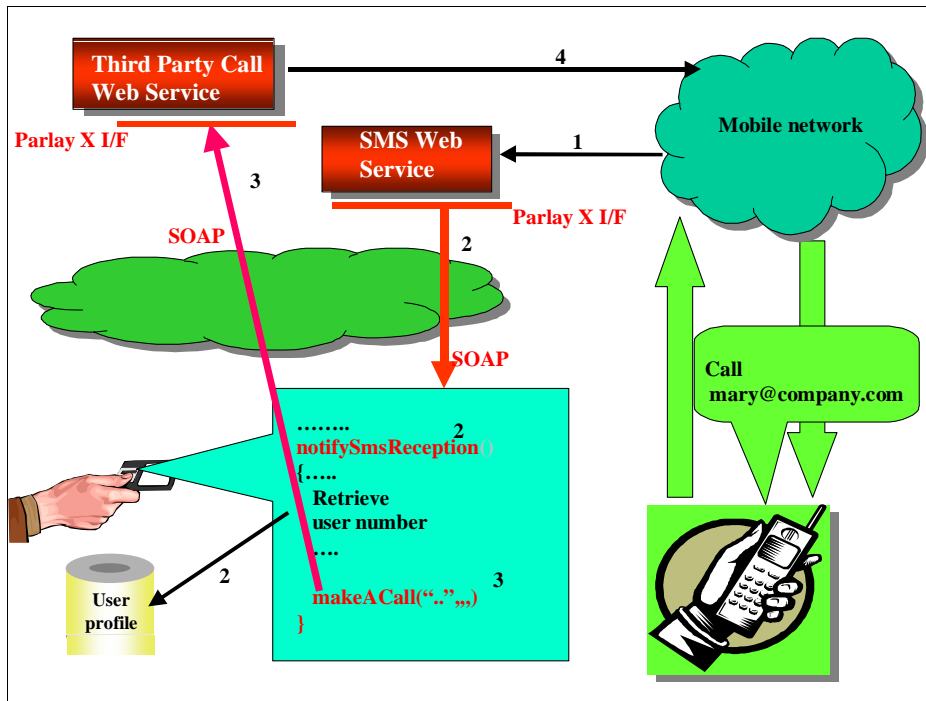 Third Party Call
Web Service
4
Mobile network
Parlay X I/F
SMS Web
Service
1
3
Parlay X I/F
SOAP
2
SOAP
Call
mary@company.com
……..
2
notifySmsReception()
{…..
Retrieve
user number
….
3
makeACall(“..”,,,)
}
2
User
profile